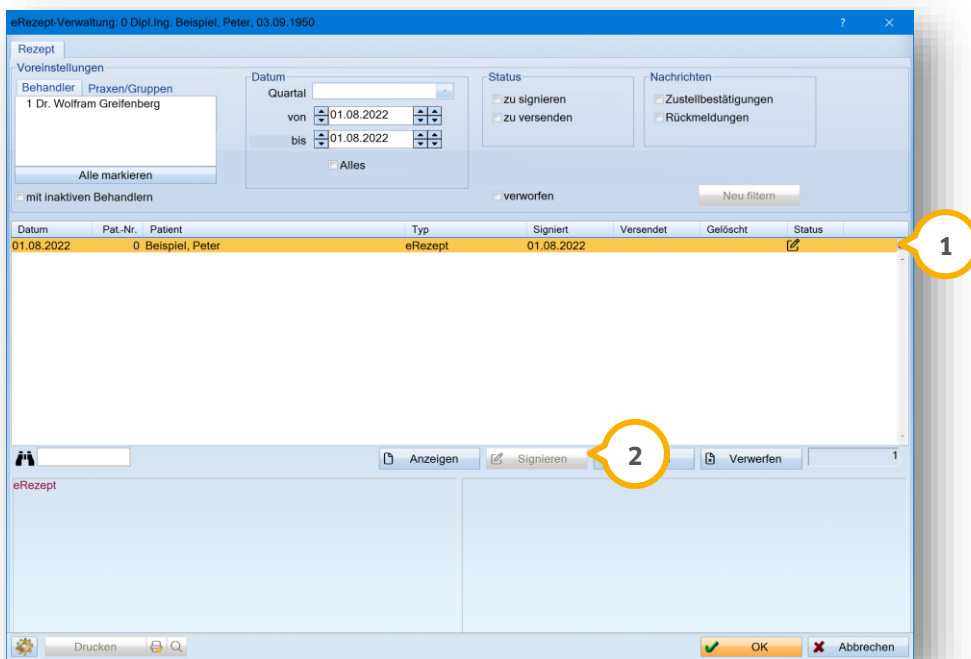 eRezept-Verwaltung: 0 Dipl.Ing. Beispiel, Peter, 03.09.1950 ?
Rezept
Voreinstellungen
Behandler Praxen/Gruppen
1 Dr. Wolfram Greifenberg
Alle markieren
mit inaktiven Behandlern
Datum
Quartal
von 01.08.2022
bis 01.08.2022
Alles
Status
zu signieren
zu versenden
verworfen
Nachrichten
Zustellbestätigungen
Rückmeldungen
Neu filtern
Datum Pat.-Nr. Patient Typ Signiert Versendet Gelöscht Status
01.08.2022 0 Beispiel, Peter eRezept 01.08.2022
1
Anzeigen Signieren 2 Verwerfen 1
eRezept
Drucken OK Abbrechen